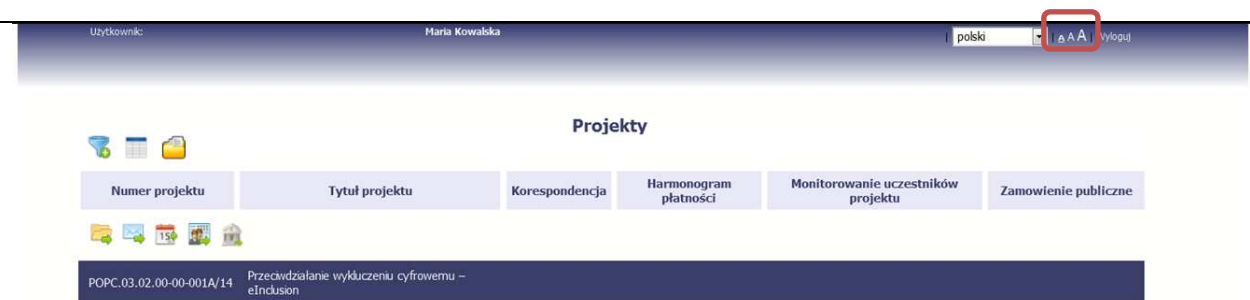 Użytkownik: Maria Kowalska | polski | A A A | Wyloguj
Projekty
Numer projektu Tytuł projektu Korespondencja Harmonogram płatności Monitorowanie uczestników projektu Zamowienie publiczne
15
POPC.03.02.00-00-001A/14 Przeciwdziałanie wykluczeniu cyfrowemu –
eInclusion